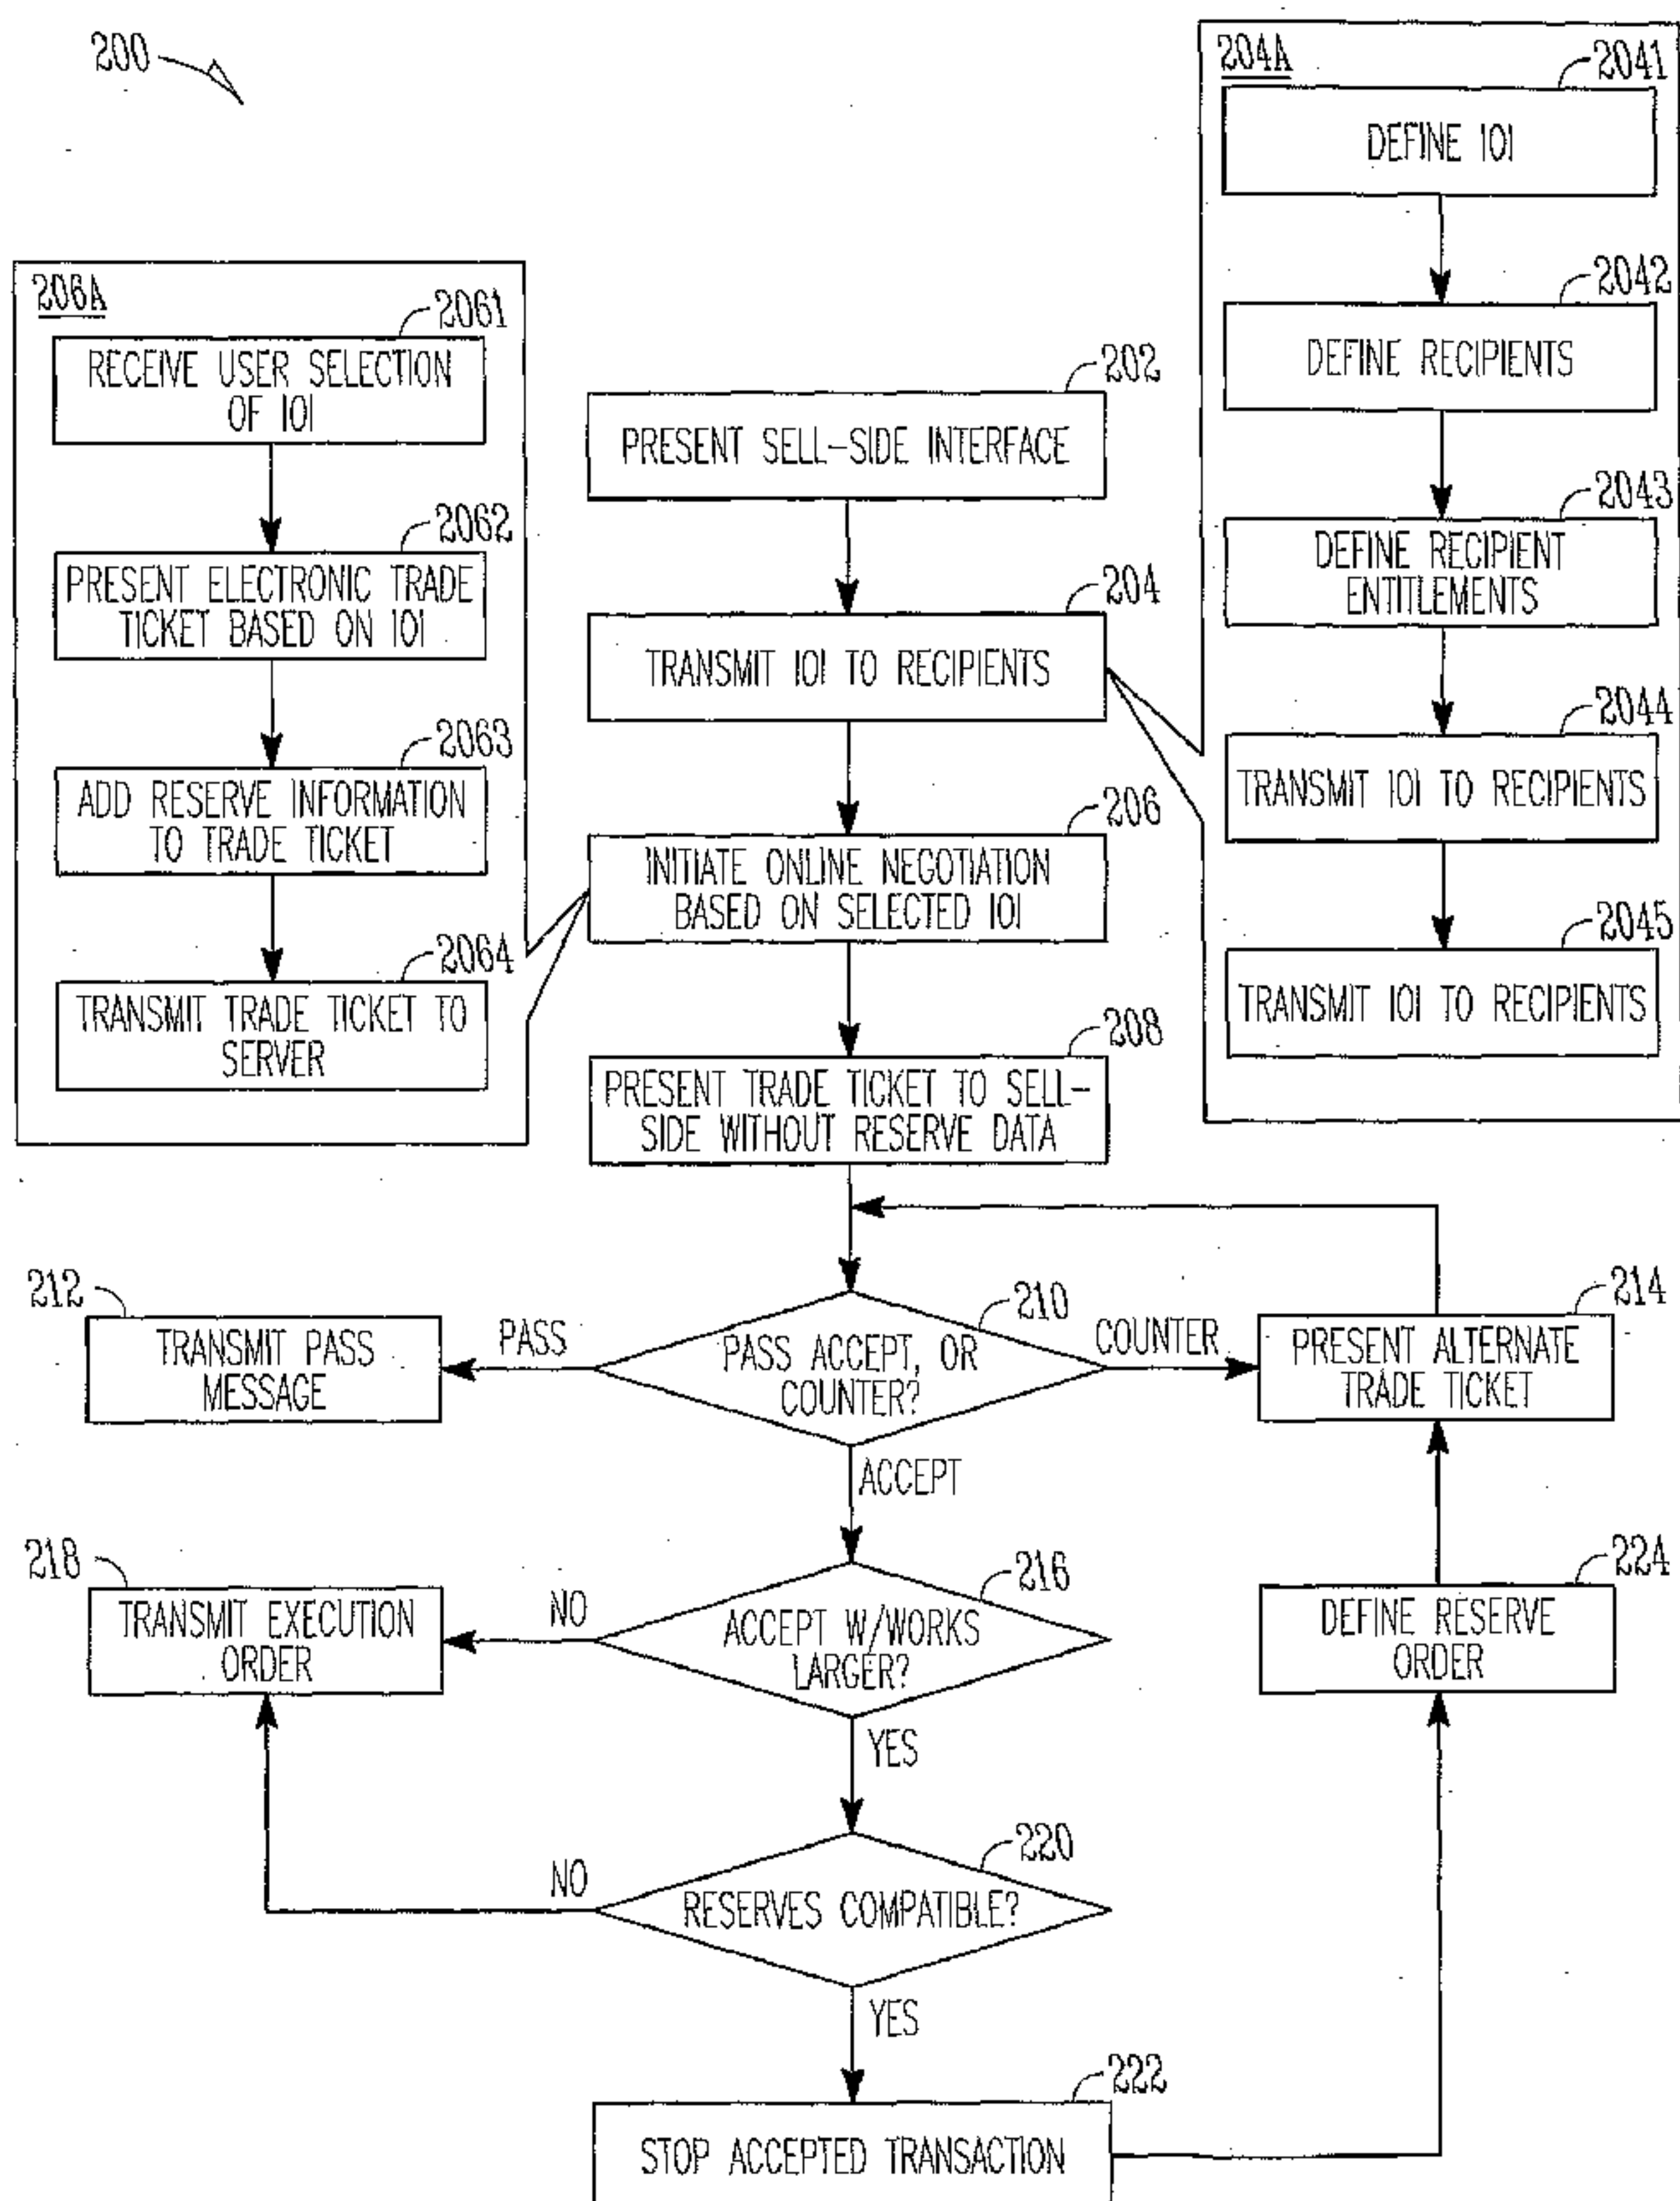 200
204A
2041
DEFINE IOI
2042
DEFINE RECIPIENTS
2043
DEFINE RECIPIENT
ENTITLEMENTS
2044
TRANSMIT IOI TO RECIPIENTS
2045
TRANSMIT IOI TO RECIPIENTS
206A
2061
RECEIVE USER SELECTION
OF IOI
2062
PRESENT ELECTRONIC TRADE
TICKET BASED ON IOI
2063
ADD RESERVE INFORMATION
TO TRADE TICKET
2064
TRANSMIT TRADE TICKET TO
SERVER
202
PRESENT SELL-SIDE INTERFACE
204
TRANSMIT IOI TO RECIPIENTS
206
INITIATE ONLINE NEGOTIATION
BASED ON SELECTED IOI
208
PRESENT TRADE TICKET TO SELL-
SIDE WITHOUT RESERVE DATA
210
PASS ACCEPT, OR
COUNTER?
PASS
212
TRANSMIT PASS
MESSAGE
COUNTER
214
PRESENT ALTERNATE
TRADE TICKET
ACCEPT
216
ACCEPT W/WORKS
LARGER?
NO
218
TRANSMIT EXECUTION
ORDER
YES
220
RESERVES COMPATIBLE?
NO
YES
222
STOP ACCEPTED TRANSACTION
224
DEFINE RESERVE
ORDER